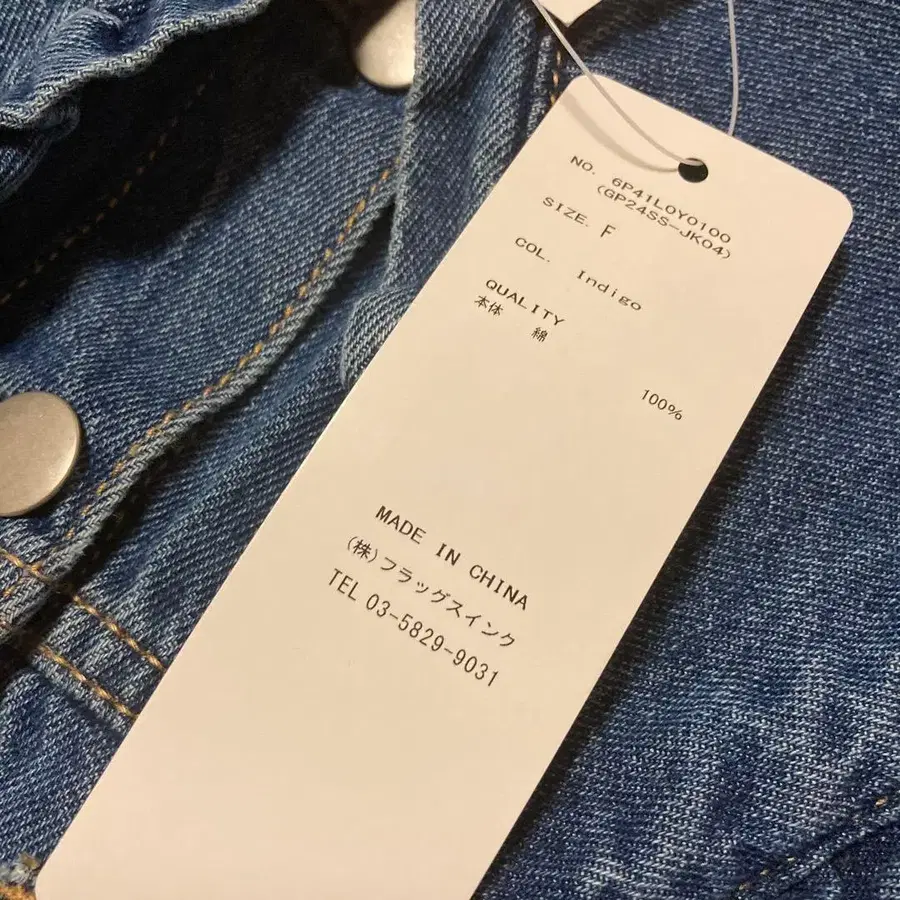 NO. 6P41L0Y0100
(GP24SS-JK04)
SIZE. F
COL. Indigo
QUALITY
本体 綿 100%
MADE IN CHINA
(株)フラッグスインク
TEL 03-5829-9031